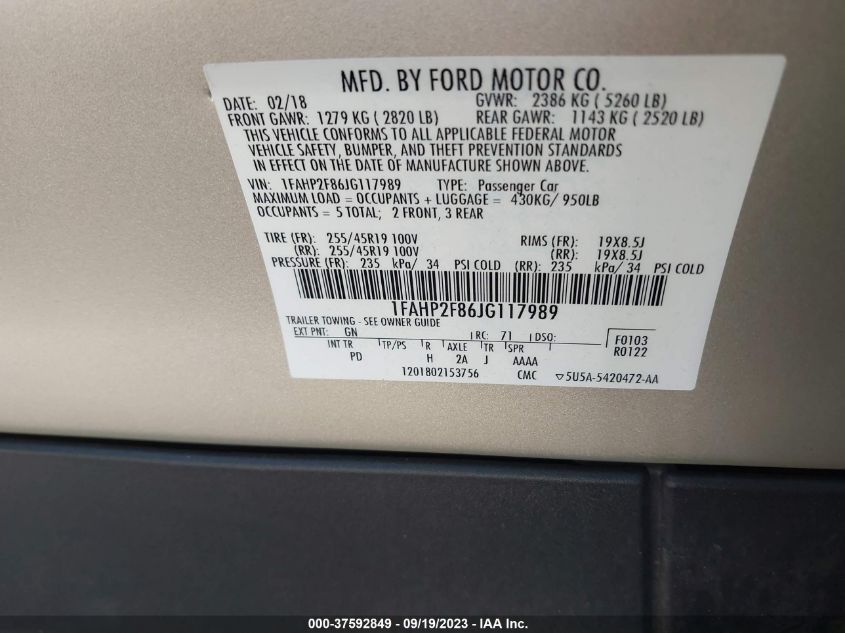 MFD. BY FORD MOTOR CO.
DATE: 02/18 GVWR: 2386 KG ( 5260 LB)
FRONT GAWR: 1279 KG ( 2820 LB) REAR GAWR: 1143 KG ( 2520 LB)
THIS VEHICLE CONFORMS TO ALL APPLICABLE FEDERAL MOTOR
VEHICLE SAFETY, BUMPER, AND THEFT PREVENTION STANDARDS
IN EFFECT ON THE DATE OF MANUFACTURE SHOWN ABOVE.
VIN: 1FAHP2F86JG117989 TYPE: Passenger Car
MAXIMUM LOAD = OCCUPANTS + LUGGAGE = 430KG/ 950LB
OCCUPANTS = 5 TOTAL; 2 FRONT, 3 REAR
TIRE (FR): 255/45R19 100V RIMS (FR): 19X8.5J
(RR): 255/45R19 100V (RR): 19X8.5J
PRESSURE (FR): 235 kPa/ 34 PSI COLD (RR): 235 kPa/ 34 PSI COLD
1FAHP2F86JG117989
TRAILER TOWING - SEE OWNER GUIDE
EXT PNT: GN RC: 71 DSO: F0103
INT TR TP/PS R AXLE TR SPR R0122
PD H 2A J AAAA
1201802153756 CMC ▽5U5A-5420472-AA
000-37592849 - 09/19/2023 - IAA Inc.